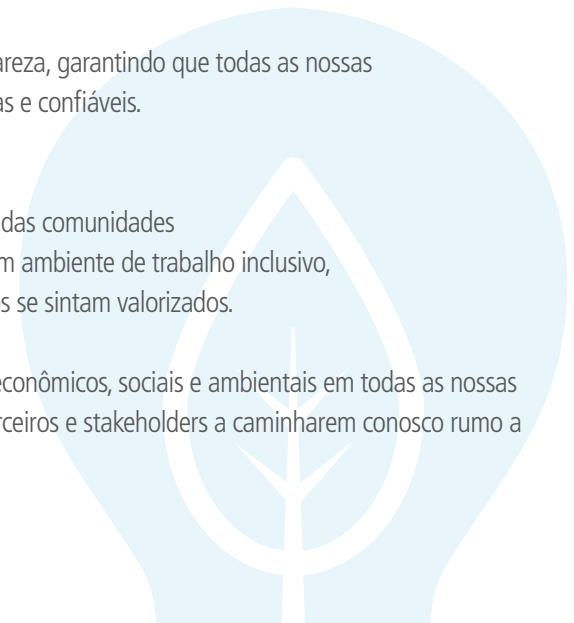 areza, garantindo que todas as nossas
as e confiáveis.
das comunidades
m ambiente de trabalho inclusivo,
s se sintam valorizados.
econômicos, sociais e ambientais em todas as nossas
rceiros e stakeholders a caminharem conosco rumo a